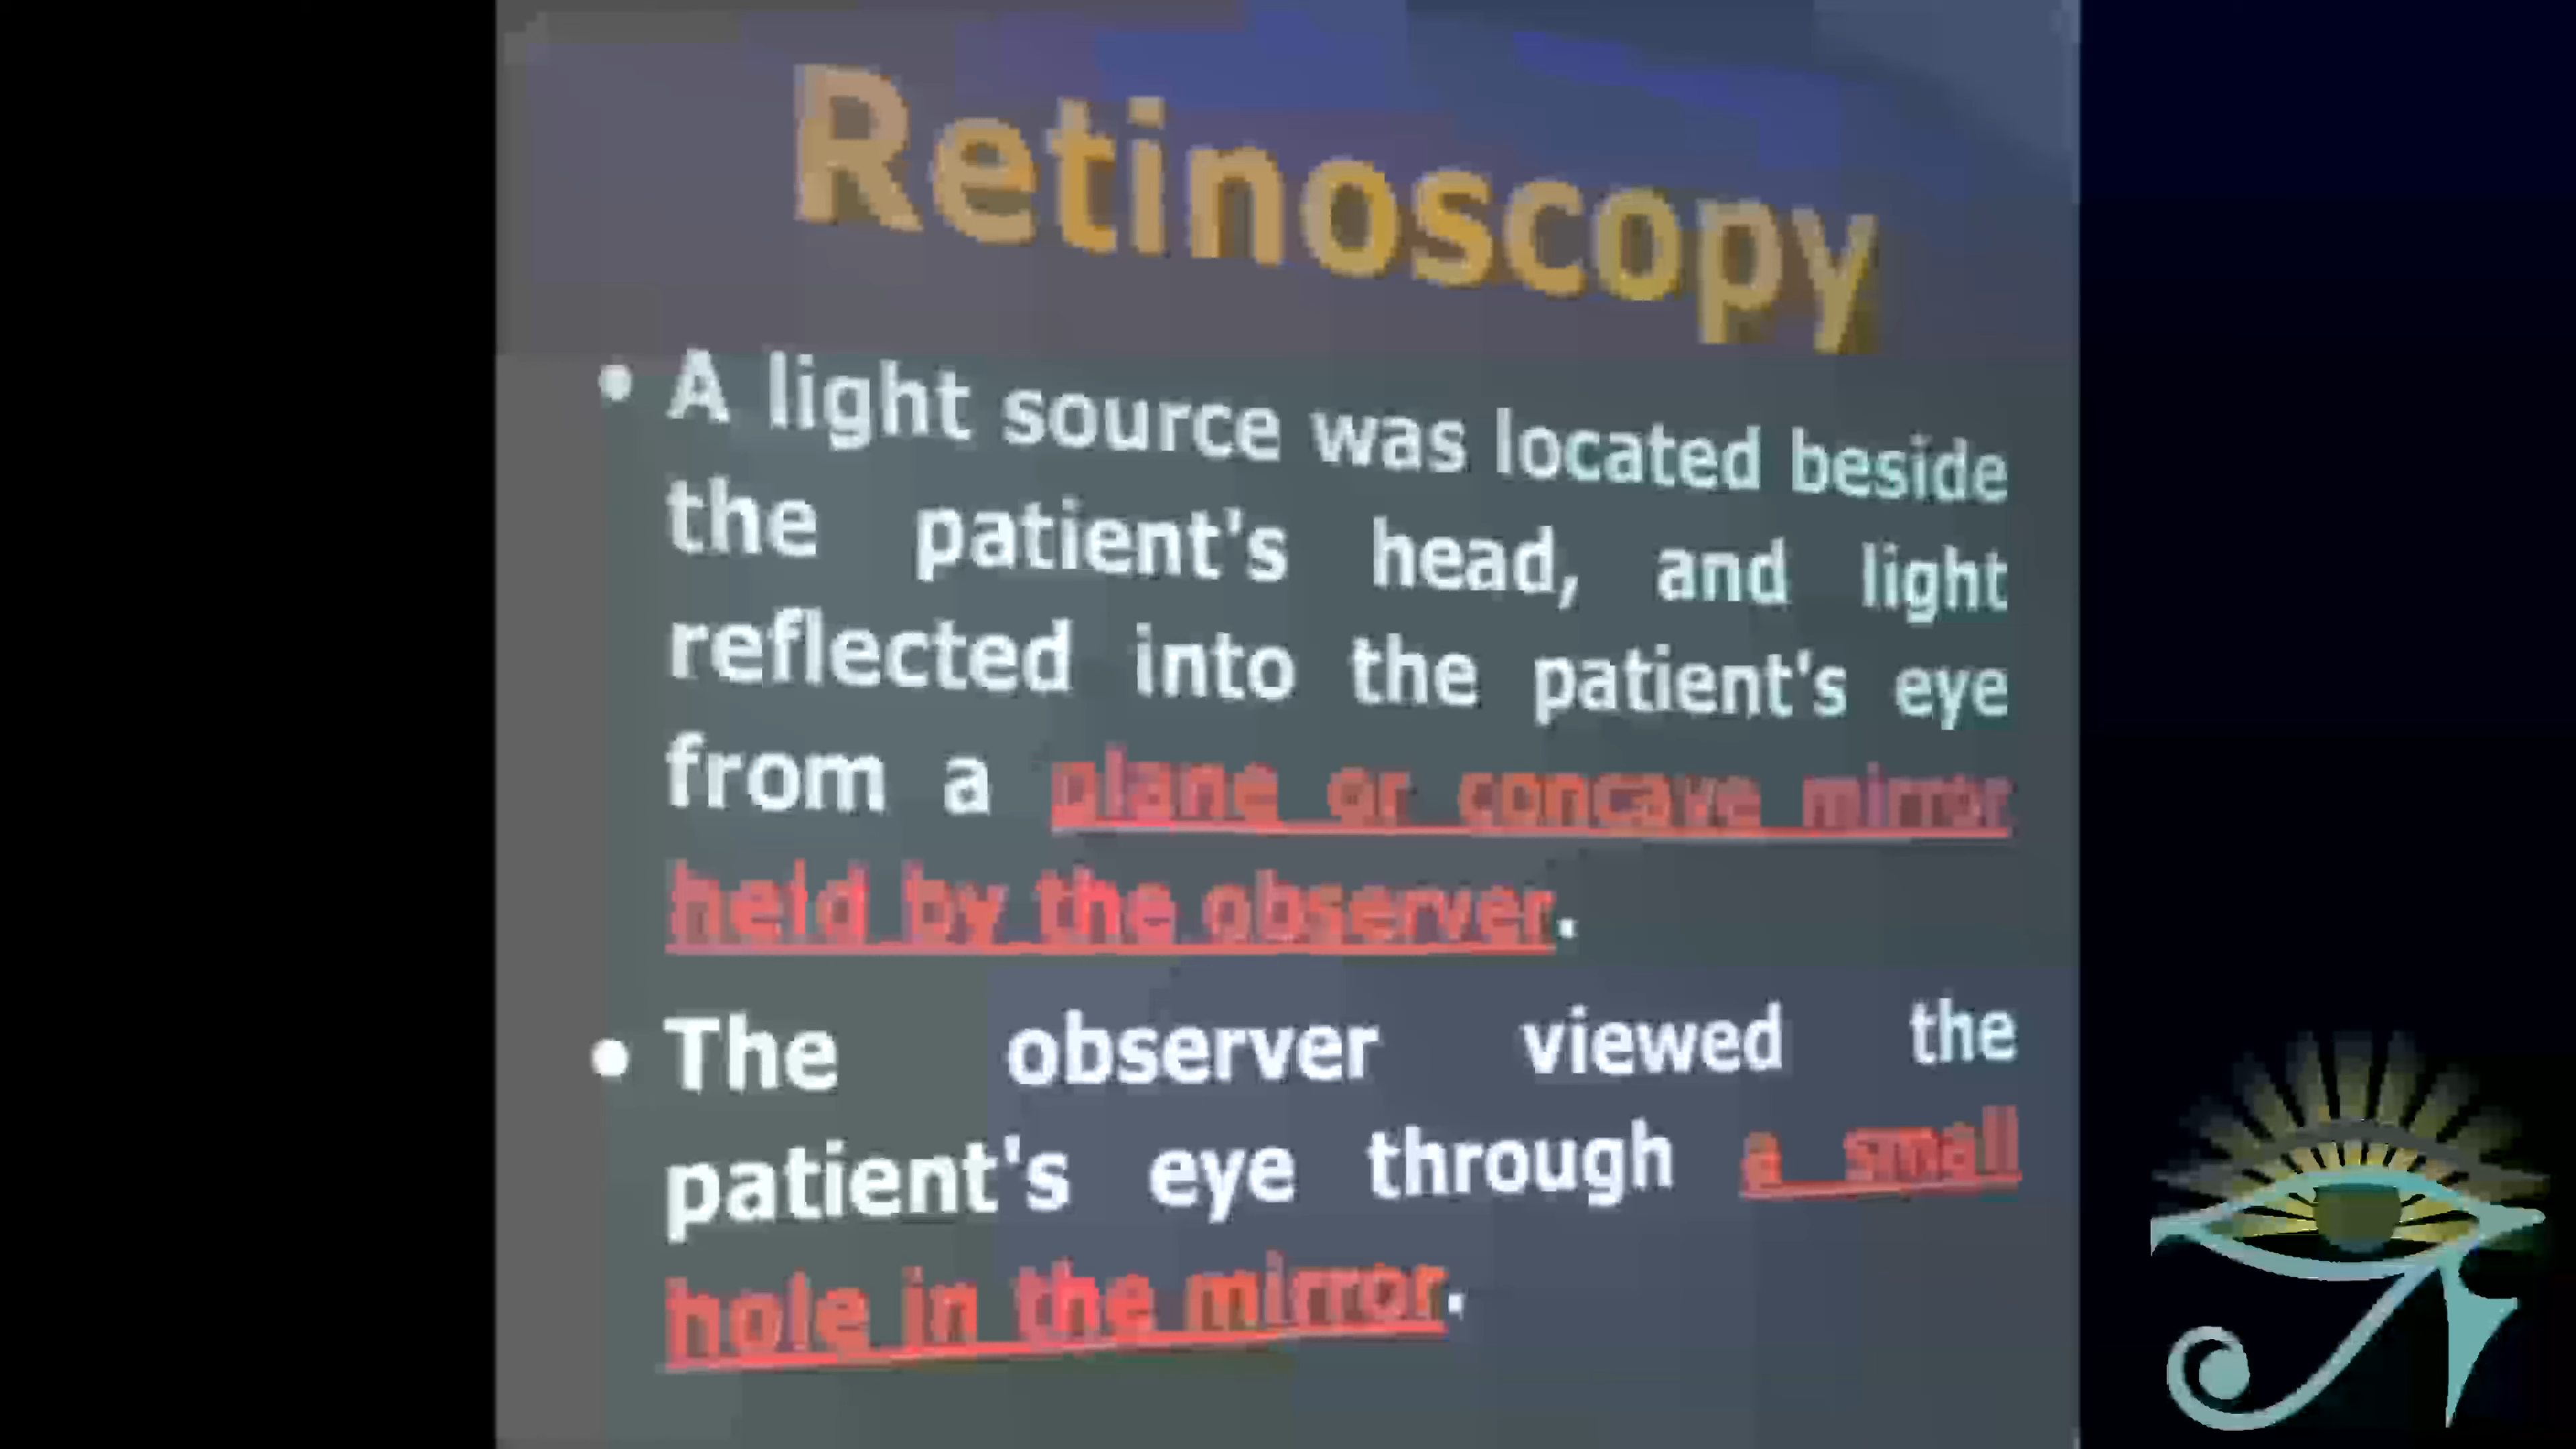 Retinoscopy
• A light source was located beside
the patient's head, and light
reflected into the patient's eye
from a plane or concave mirror
held by the observer.
• The observer viewed the
patient's eye through a small
hole in the mirror.